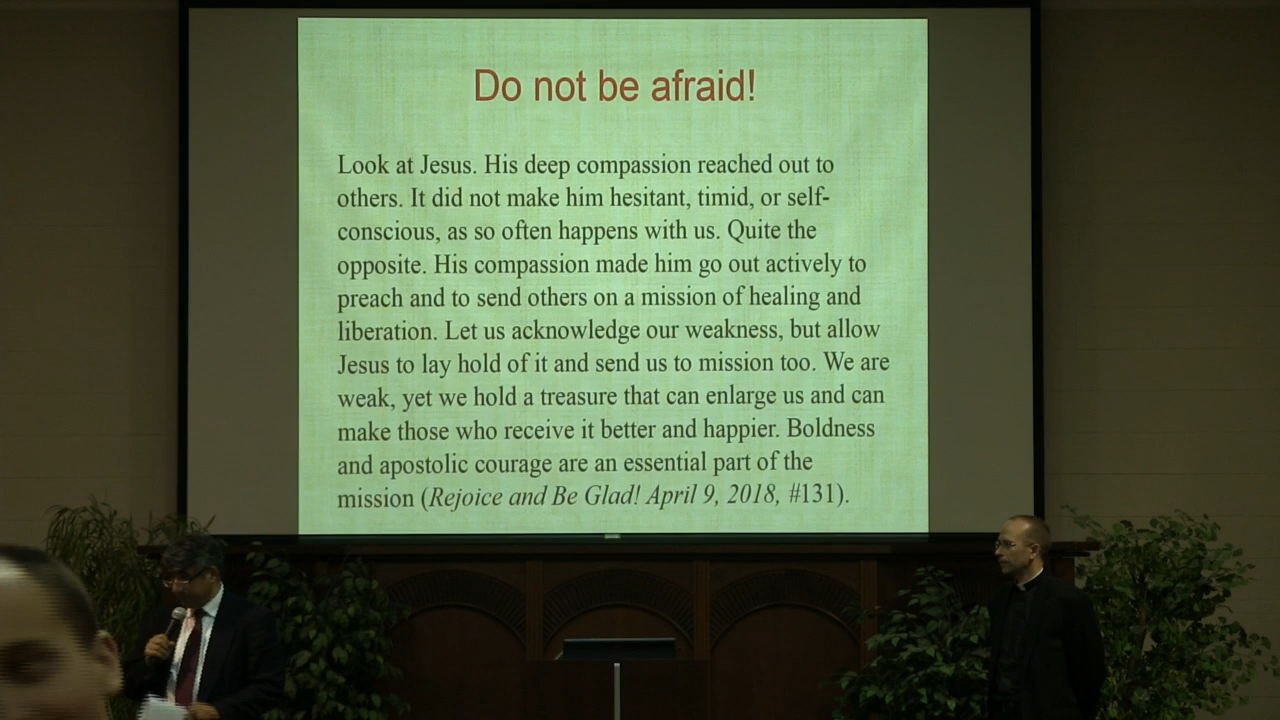 Do not be afraid!
Look at Jesus. His deep compassion reached out to
others. It did not make him hesitant, timid, or self-
conscious, as so often happens with us. Quite the
opposite. His compassion made him go out actively to
preach and to send others on a mission of healing and
liberation. Let us acknowledge our weakness, but allow
Jesus to lay hold of it and send us to mission too. We are
weak, yet we hold a treasure that can enlarge us and can
make those who receive it better and happier. Boldness
and apostolic courage are an essential part of the
mission (Rejoice and Be Glad! April 9, 2018, #131).